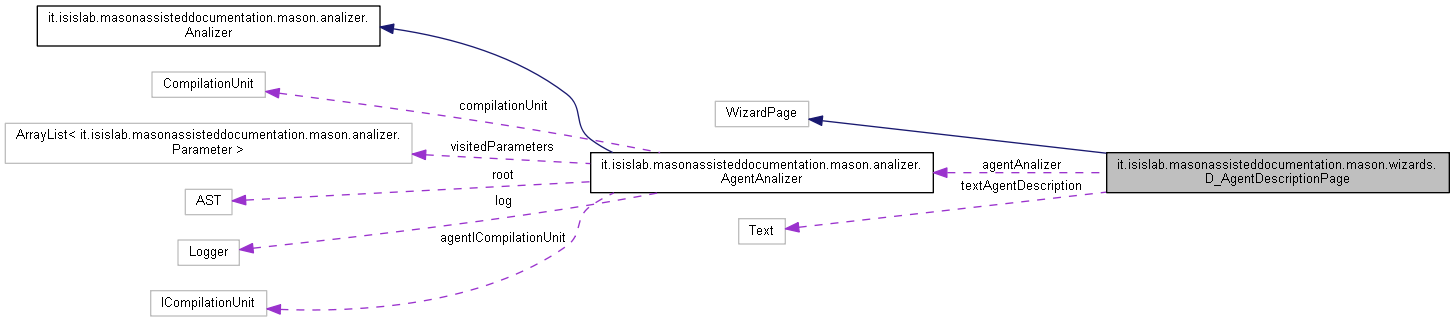 it.isislab.masonassisteddocumentation.mason.analizer.
Analizer
CompilationUnit
compilationUnit
WizardPage
ArrayList< it.isislab.masonassisteddocumentation.mason.analizer.
Parameter >
visitedParameters
it.isislab.masonassisteddocumentation.mason.analizer.
AgentAnalizer
agentAnalizer
it.isislab.masonassisteddocumentation.mason.wizards.
D_AgentDescriptionPage
root
textAgentDescription
AST
log
Text
agentICompilationUnit
Logger
ICompilationUnit